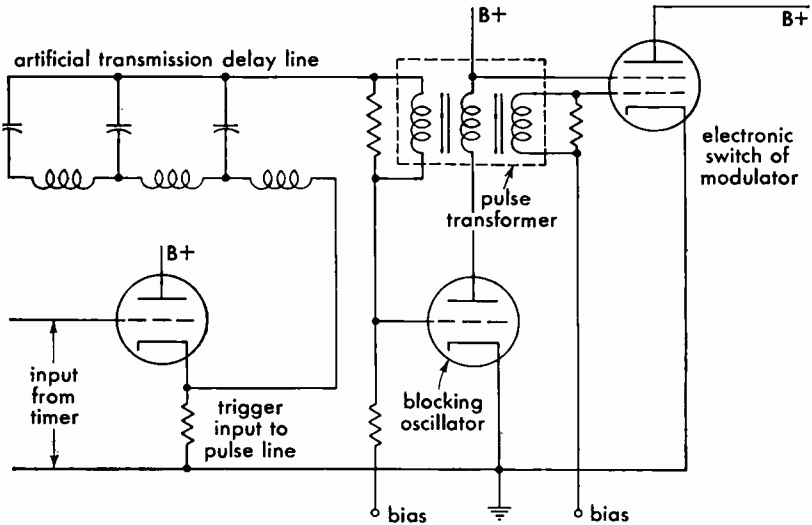 B+
B+
artificial transmission delay line
electronic
switch of
modulator
pulse
transformer
B+
input
from
timer
trigger
input to
pulse line
blocking
oscillator
bias
bias